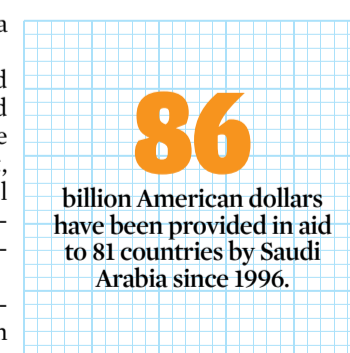 86
billion American dollars
have been provided in aid
to 81 countries by Saudi
Arabia since 1996.